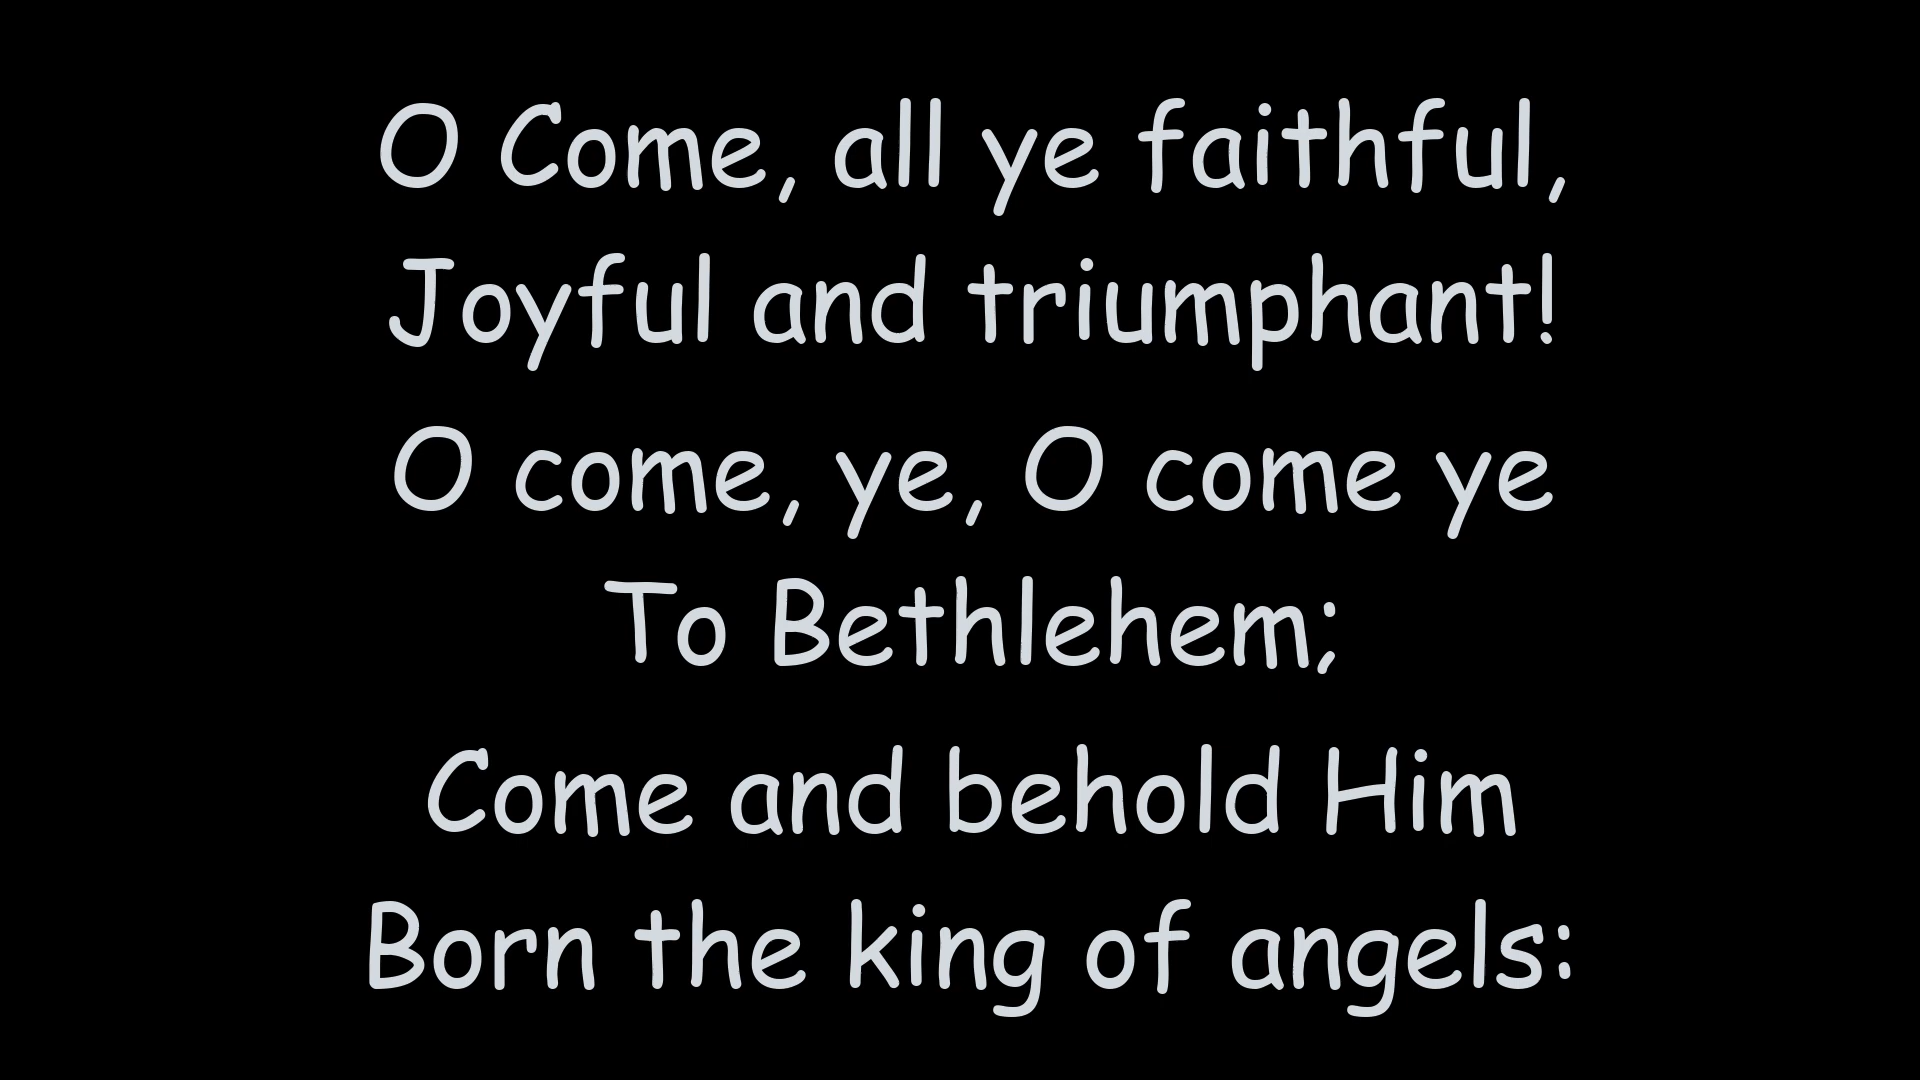 O Come, all ye faithful,
Joyful and triumphant!
O come, ye, O come ye
To Bethlehem;
Come and behold Him
Born the king of angels: